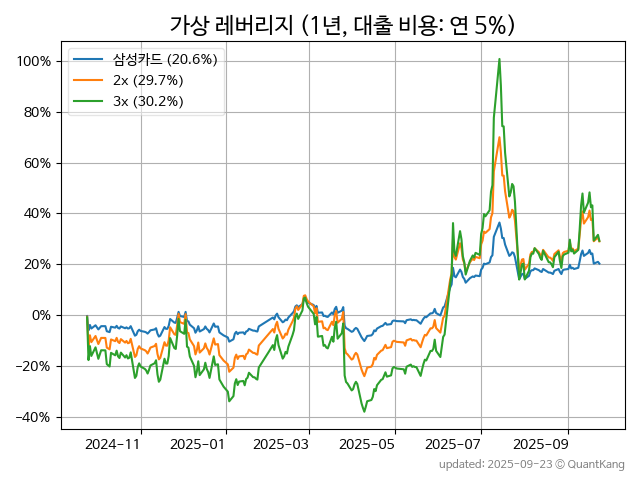 가상 레버리지 (1년, 대출 비용: 연 5%)
삼성카드 (20.6%)
2x (29.7%)
3x (30.2%)
100%
80%
60%
40%
20%
0%
−20%
−40%
2024-11
2025-01
2025-03
2025-05
2025-07
2025-09
updated: 2025-09-23 © QuantKang